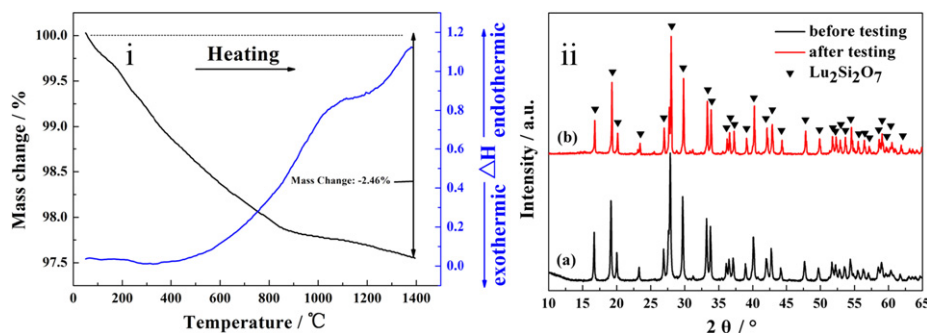 i
Heating
Mass Change: -2.46%
Mass change / %
100.0
99.5
99.0
98.5
98.0
97.5
0 200 400 600 800 1000 1200 1400
Temperature / ℃
1.2
1.0
0.8
0.6
0.4
0.2
0.0
exothermic △H endothermic
ii
before testing
after testing
Lu₂Si₂O₇
(b)
(a)
Intensity / a.u.
10 15 20 25 30 35 40 45 50 55 60 65
2 θ / °